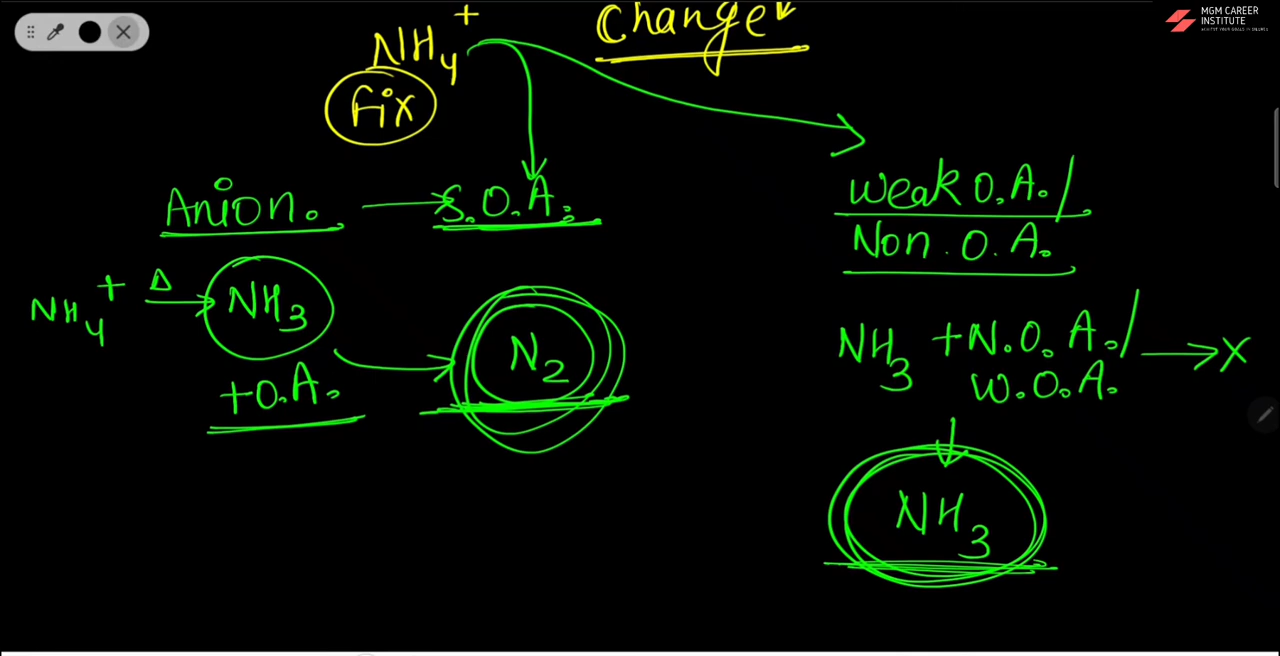 MGM CAREER
INSTITUTE
Change
NH4+
Fix
Anion. → S.O.A.
Weak O.A./
Non. O.A.
NH4+ Δ→ NH3
+O.A.
N2
NH3 + N.O.A./ → X
W.O.A.
↓
NH3